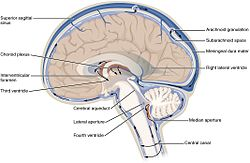 Superior sagittal
sinus
Choroid plexus
Interventricular
foramen
Third ventricle
Cerebral aqueduct
Lateral aperture
Fourth ventricle
Arachnoid granulation
Subarachnoid space
Meningeal dura mater
Right lateral ventricle
Median aperture
Central canal